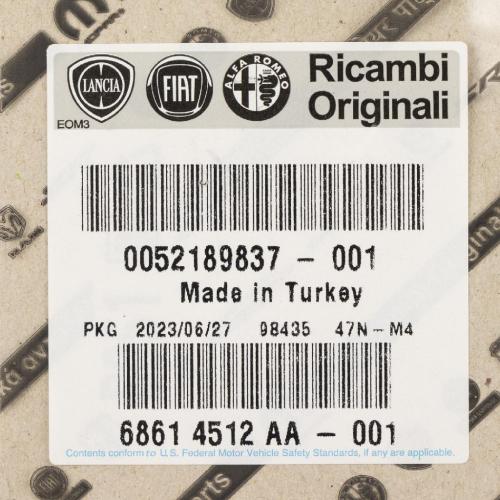 LANCIA
FIAT
ALFA ROMEO
Ricambi
Originali
EOM3
0052189837 - 001
Made in Turkey
PKG 2023/06/27 98435 47N-M4
6861 4512 AA - 001
Contents conform to U.S. Federal Motor Vehicle Safety Standards, if any are applicable.